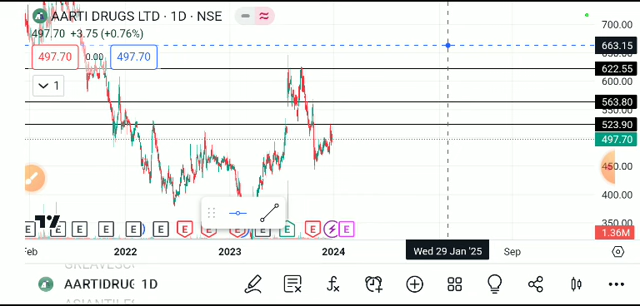 AARTI DRUGS LTD · 1D · NSE
497.70 +3.75 (+0.76%)
497.70 0.00 497.70
1
700.00
663.15
650.00
622.55
563.80
523.90
497.70
450.00
400.00
350.00
1.36M
E E E E E E E E E E E E
Feb 2022 2023 2024 Wed 29 Jan '25 Sep
AARTIDRUG 1D